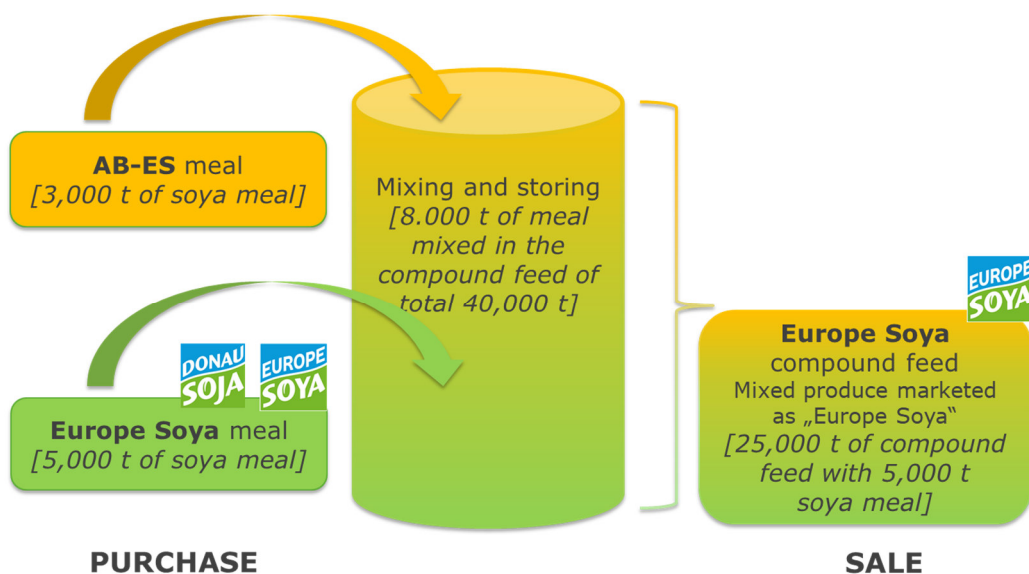 AB-ES meal
[3,000 t of soya meal]
Mixing and storing
[8.000 t of meal
mixed in the
compound feed of
total 40,000 t]
DONAU
SOJA
EUROPE
SOYA
Europe Soya meal
[5,000 t of soya meal]
EUROPE
SOYA
Europe Soya
compound feed
Mixed produce marketed
as „Europe Soya“
[25,000 t of compound
feed with 5,000 t
soya meal]
PURCHASE
SALE